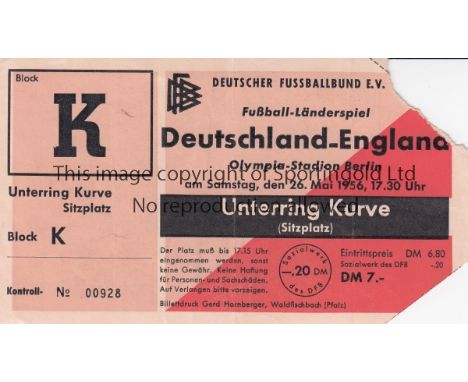 Block
K
Unterring Kurve
Sitzplatz
Block K
Kontroll- № 00928
DFB
DEUTSCHER FUSSBALLBUND E.V.
Fußball-Länderspiel
Deutschland-England
Olympia-Stadion Berlin
am Samstag, den 26. Mai 1956, 17.30 Uhr
Unterring Kurve
(Sitzplatz)
Der Platz muß bis 17.15 Uhr
eingenommen werden, sonst
keine Gewähr. Keine Haftung
für Personen- und Sachschäden.
Auf Verlangen bitte vorzeigen.
Sozialwerk
-.20 DM
des DFB
Eintrittspreis DM 6.80
Sozialwerk des DFB -.20
DM 7.-
Billettdruck Gerd Hornberger, Waldfischbach (Pfalz)
This image copyright of Sportingold Ltd.
No reproduction allowed